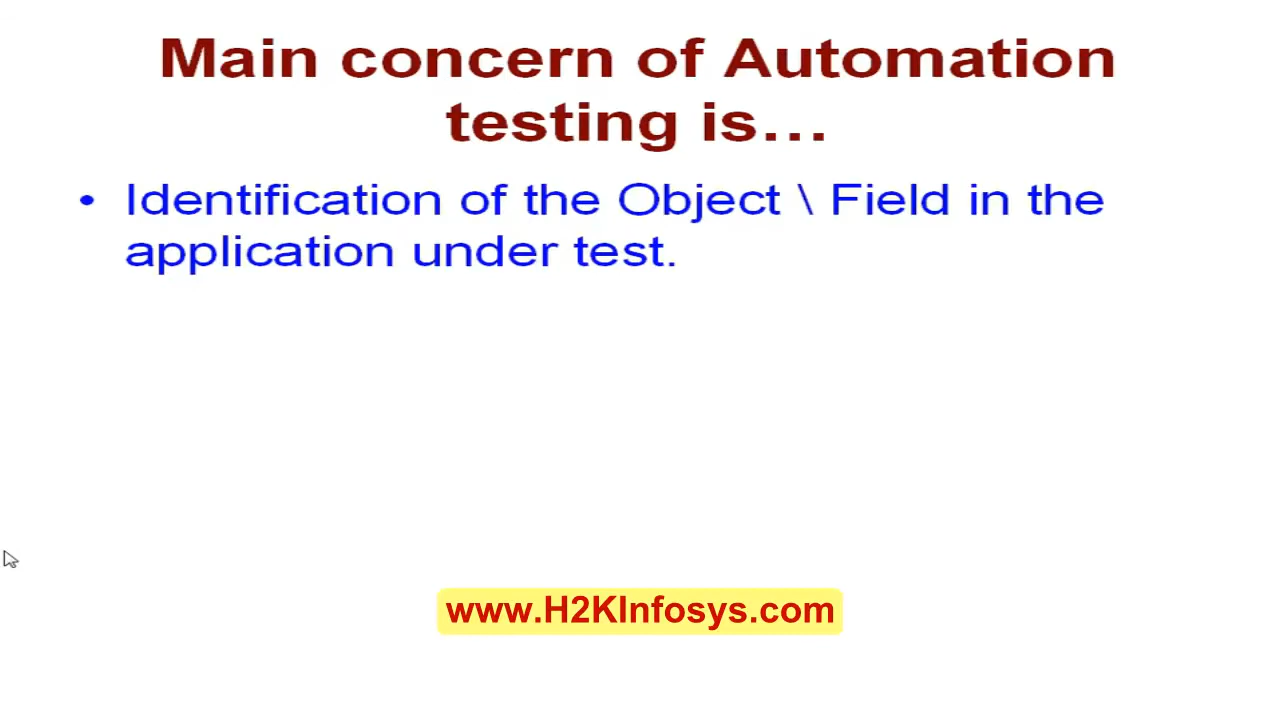 Main concern of Automation
testing is...
• Identification of the Object \ Field in the
application under test.
www.H2KInfosys.com